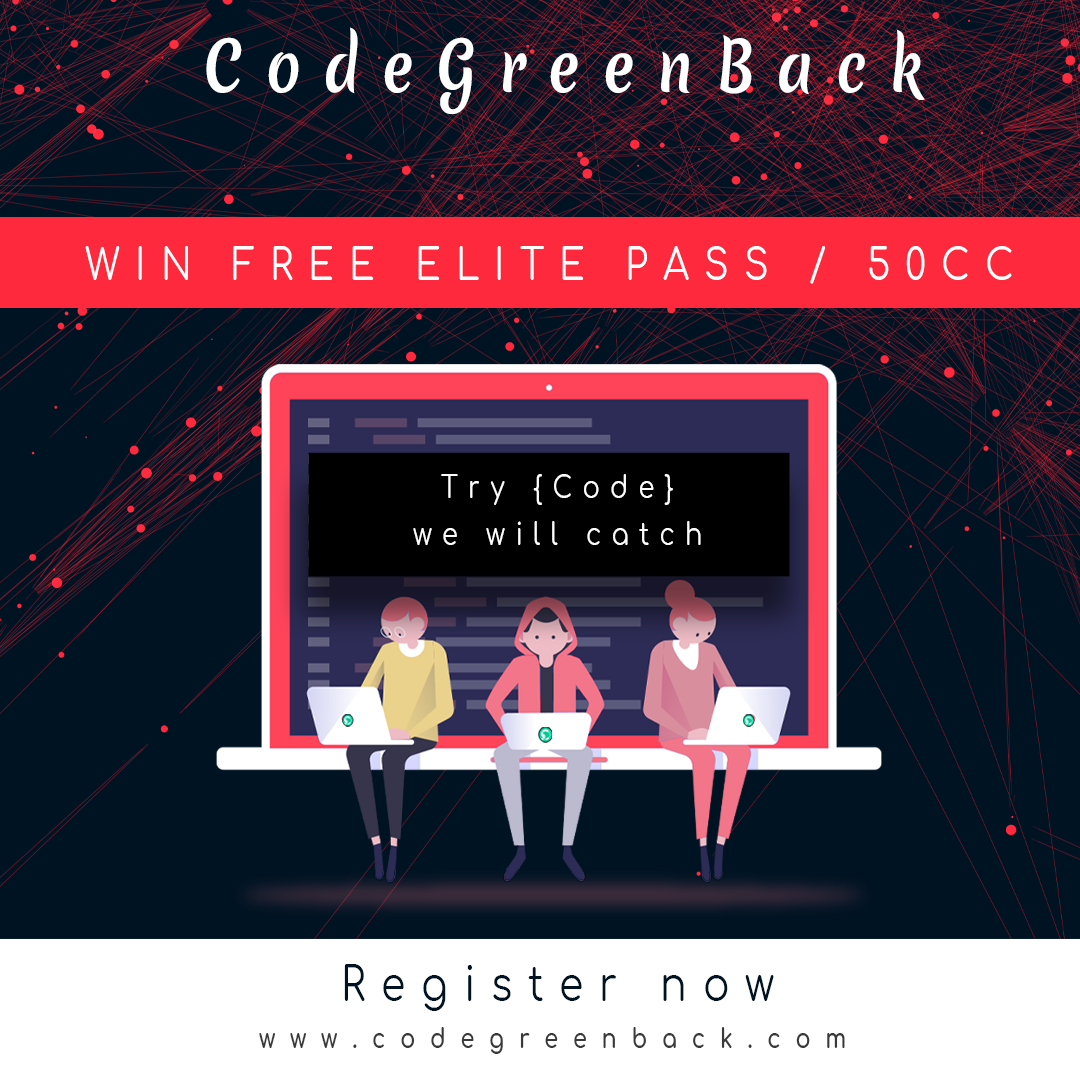 CodeGreenBack
WIN FREE ELITE PASS / 50CC
Try {Code}
we will catch
Register now
www.codegreenback.com